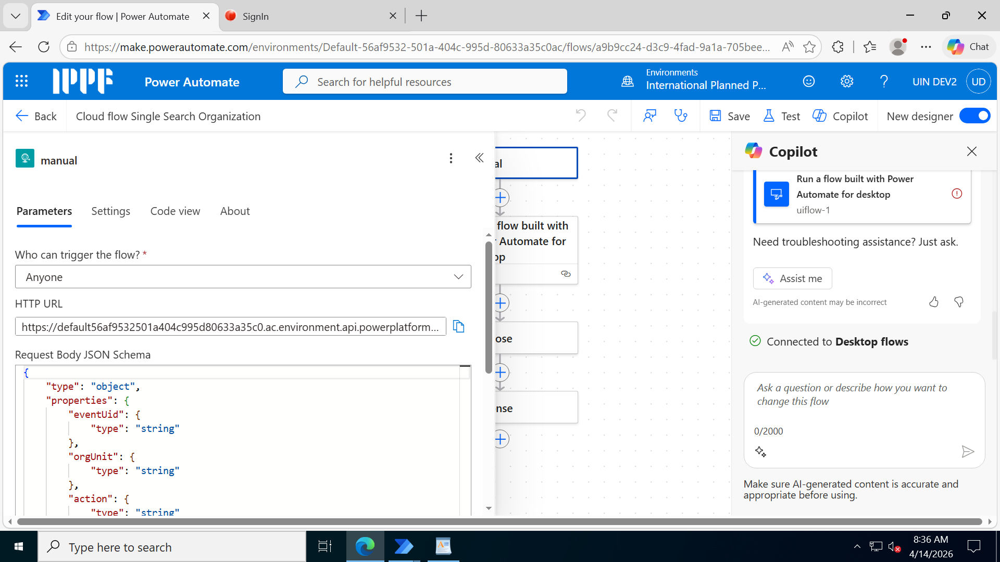 Edit your flow | Power Automate
SignIn
https://make.powerautomate.com/environments/Default-56af9532-501a-404c-995d-80633a35c0ac/flows/a9b9cc24-d3c9-4fad-9a1a-705bee...
Chat
IPPF
Power Automate
Search for helpful resources
Environments
International Planned P...
UIN DEV2
UD
Back
Cloud flow Single Search Organization
Save
Test
Copilot
New designer
manual
Parameters
Settings
Code view
About
Who can trigger the flow? *
Anyone
HTTP URL
https://default56af9532501a404c995d80633a35c0.ac.environment.api.powerplatform...
Request Body JSON Schema
{
"type": "object",
"properties": {
"eventUid": {
"type": "string"
},
"orgUnit": {
"type": "string"
},
"action": {
"type": "string"
al
flow built with
Automate for
op
ose
nse
Copilot
Run a flow built with Power
Automate for desktop
uiflow-1
Need troubleshooting assistance? Just ask.
Assist me
AI-generated content may be incorrect
Connected to Desktop flows
Ask a question or describe how you want to
change this flow
0/2000
Make sure AI-generated content is accurate and
appropriate before using.
Type here to search
8:36 AM
4/14/2026